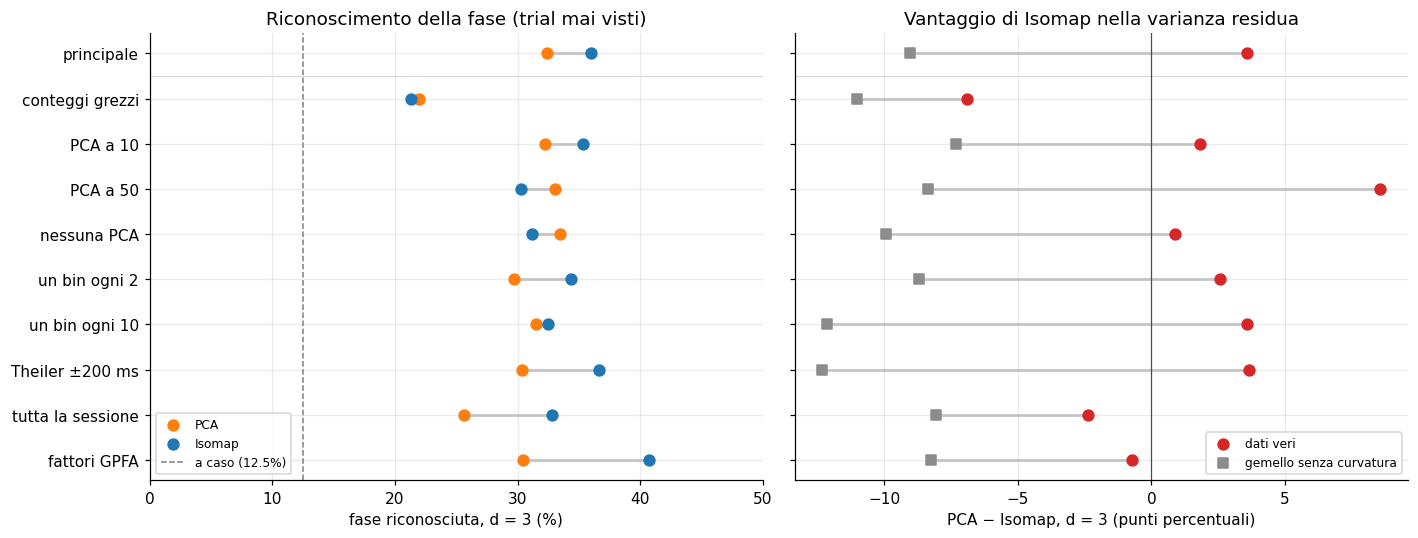 Riconoscimento della fase (trial mai visti)
principale
conteggi grezzi
PCA a 10
PCA a 50
nessuna PCA
un bin ogni 2
un bin ogni 10
Theiler ±200 ms
tutta la sessione
fattori GPFA
PCA
Isomap
a caso (12.5%)
0 10 20 30 40 50
fase riconosciuta, d = 3 (%)
Vantaggio di Isomap nella varianza residua
dati veri
gemello senza curvatura
−10 −5 0 5
PCA − Isomap, d = 3 (punti percentuali)